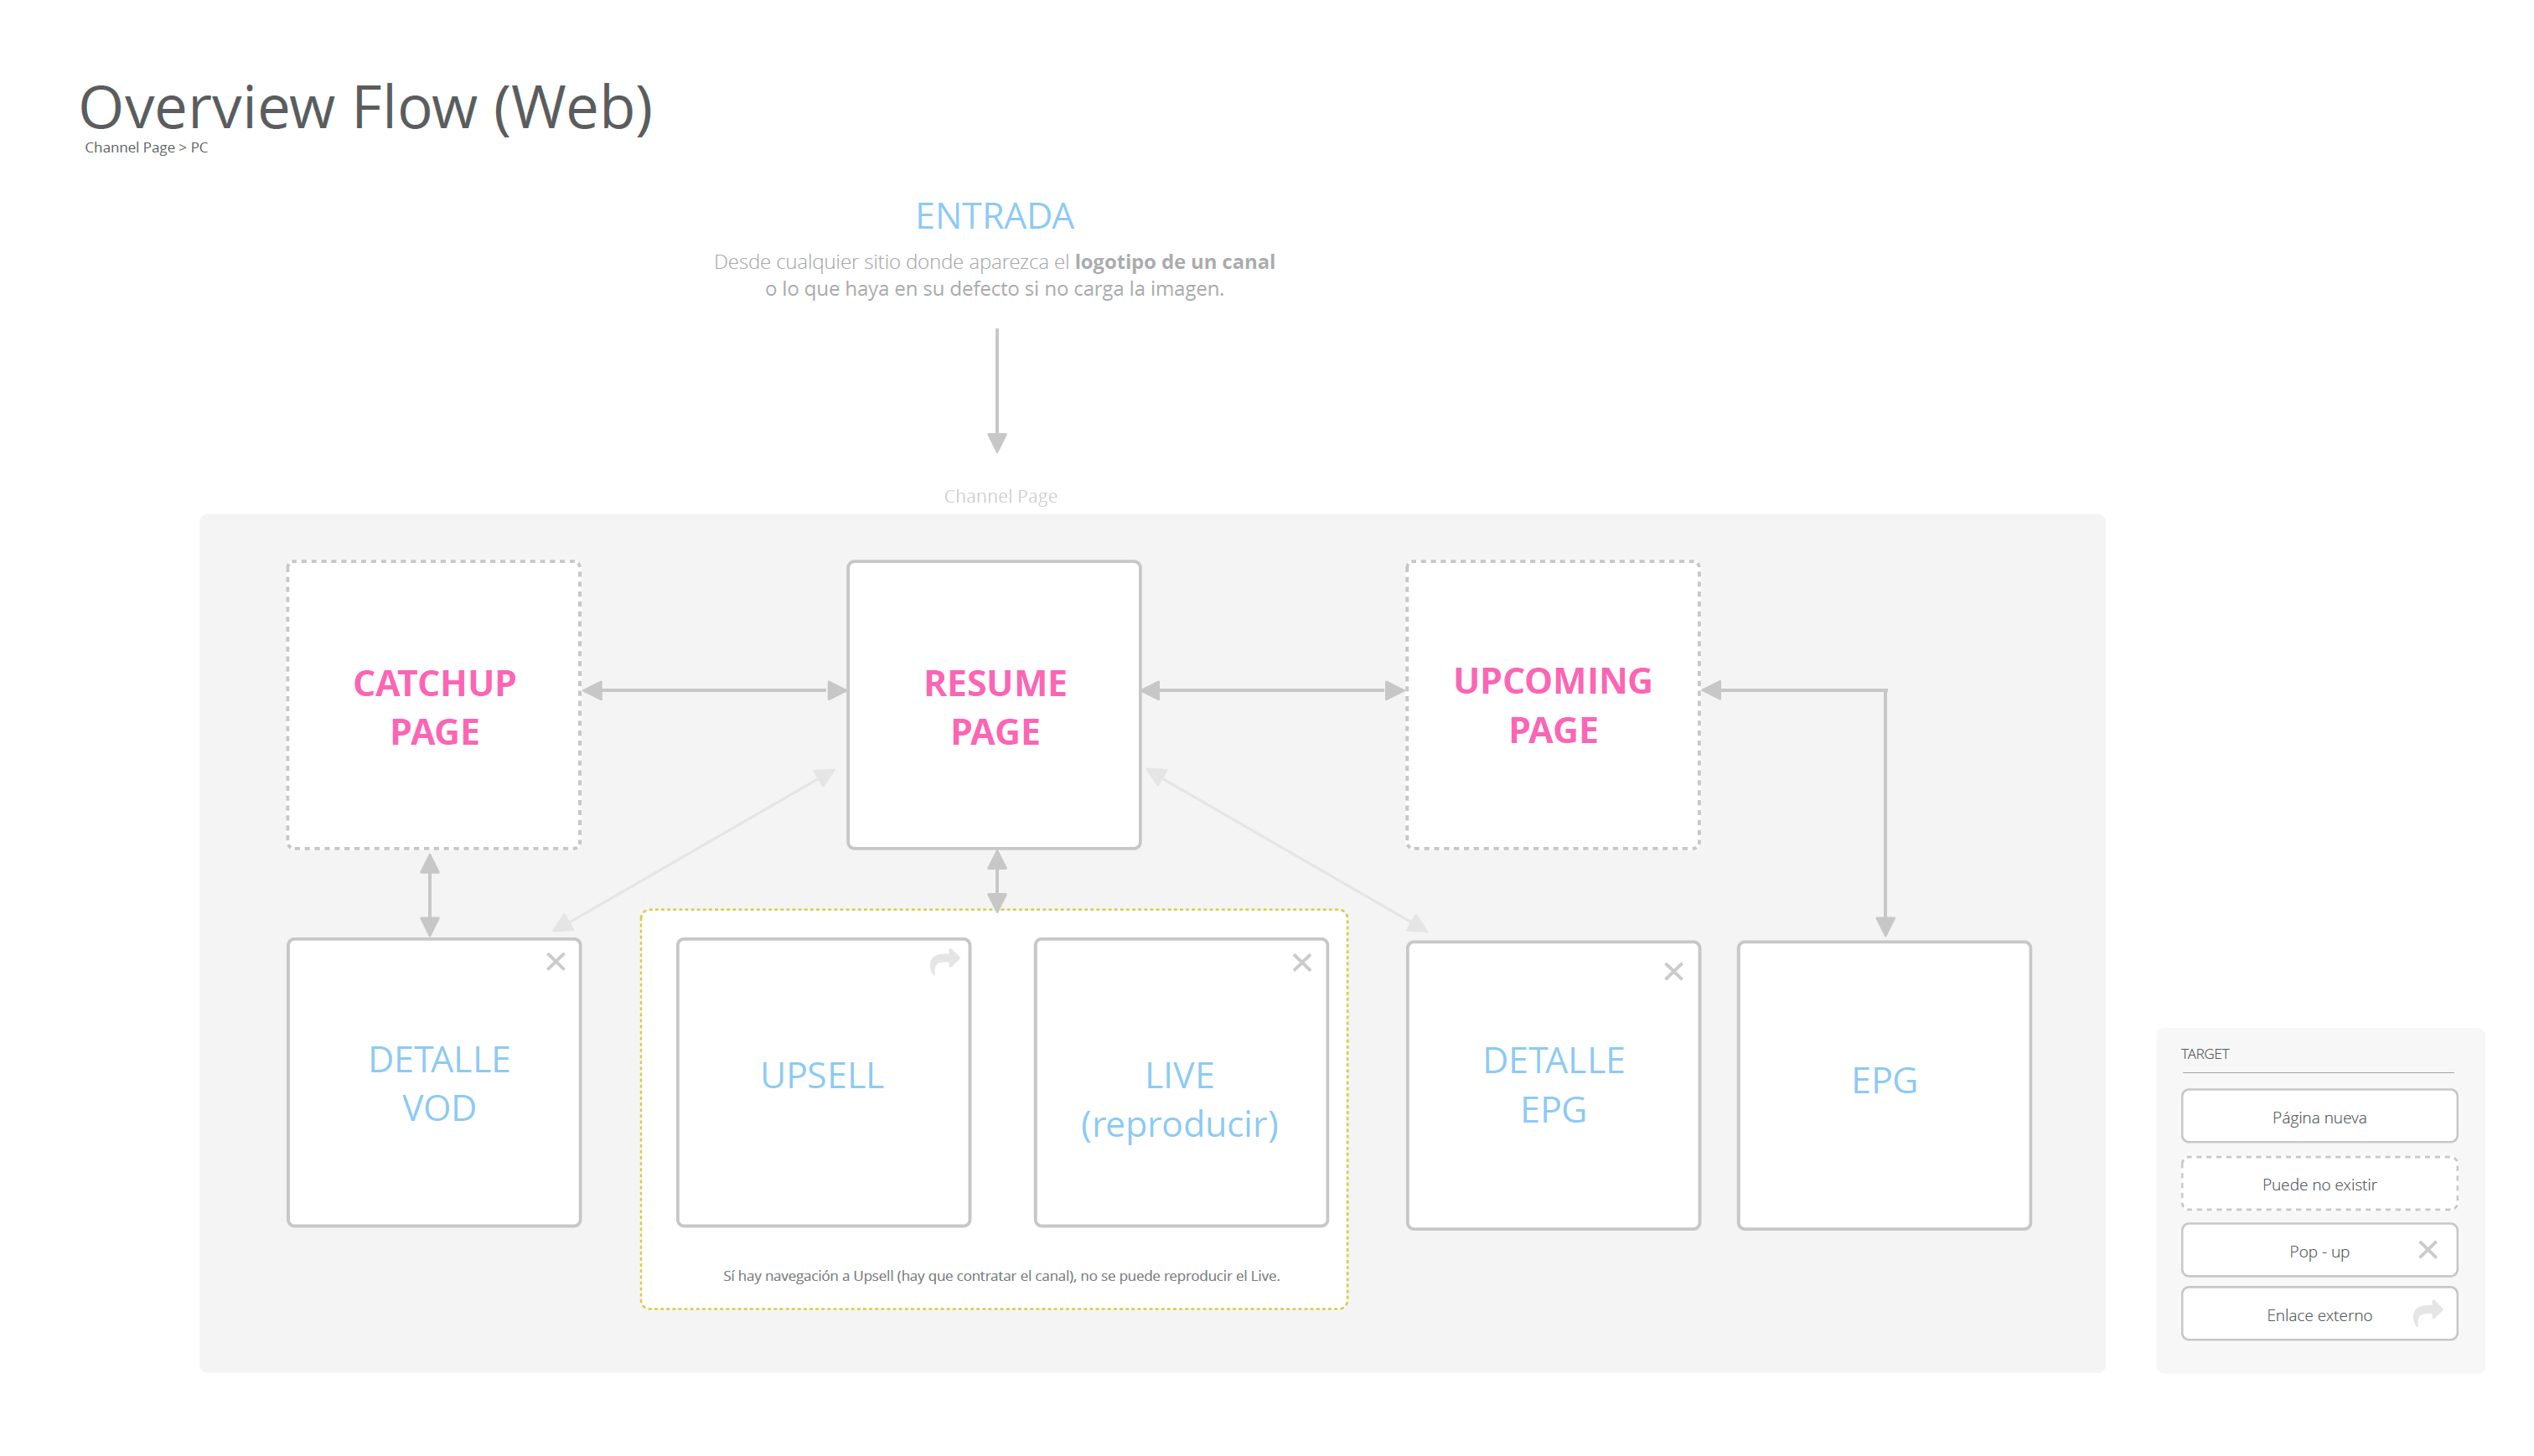 Overview Flow (Web)
Channel Page > PC
ENTRADA
Desde cualquier sitio donde aparezca el logotipo de un canal
o lo que haya en su defecto si no carga la imagen.
Channel Page
CATCHUP
PAGE
RESUME
PAGE
UPCOMING
PAGE
DETALLE
VOD
UPSELL
LIVE
(reproducir)
DETALLE
EPG
EPG
Sí hay navegación a Upsell (hay que contratar el canal), no se puede reproducir el Live.
TARGET
Página nueva
Puede no existir
Pop - up
Enlace externo